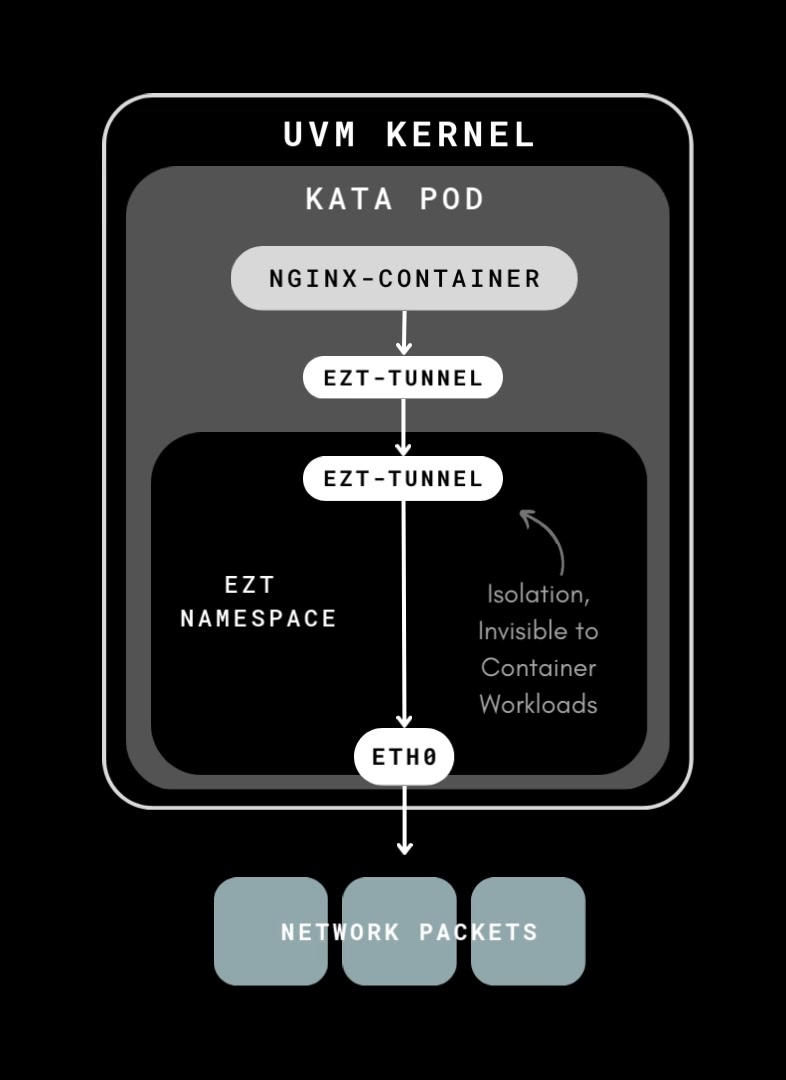 UVM KERNEL
KATA POD
NGINX-CONTAINER
EZT-TUNNEL
EZT-TUNNEL
EZT
NAMESPACE
Isolation,
Invisible to
Container
Workloads
ETH0
NETWORK PACKETS